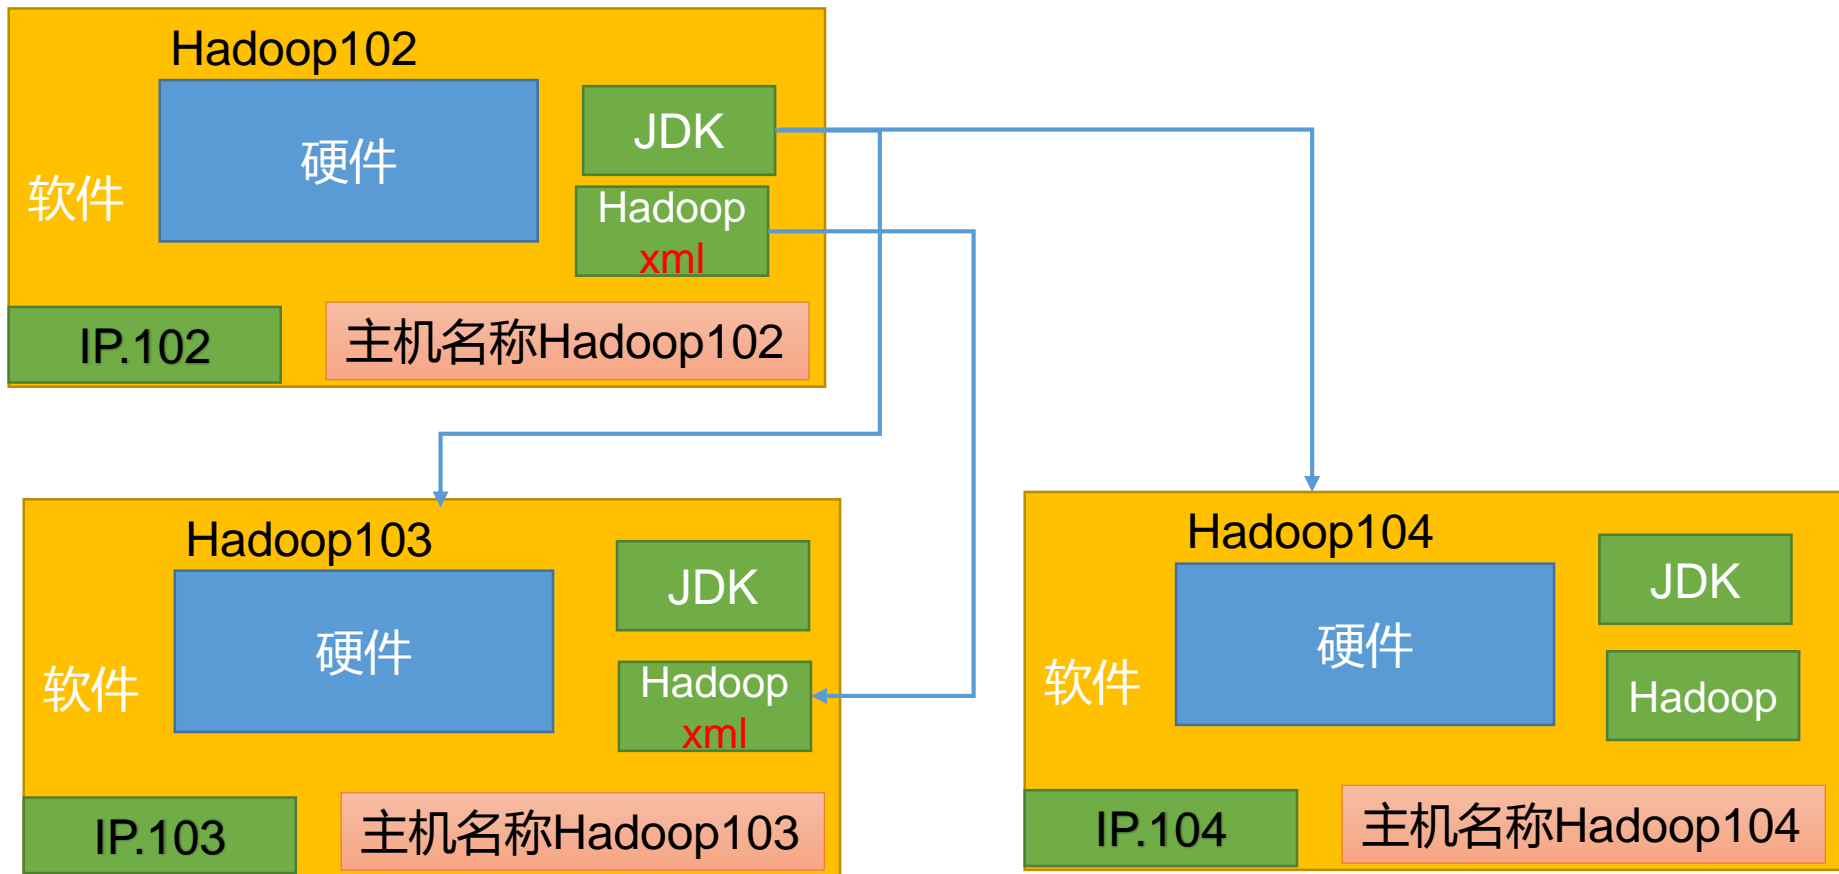 Hadoop102
硬件
JDK
软件
Hadoop
xml
IP.102
主机名称Hadoop102
Hadoop103
硬件
JDK
软件
Hadoop
xml
IP.103
主机名称Hadoop103
Hadoop104
硬件
JDK
软件
Hadoop
IP.104
主机名称Hadoop104